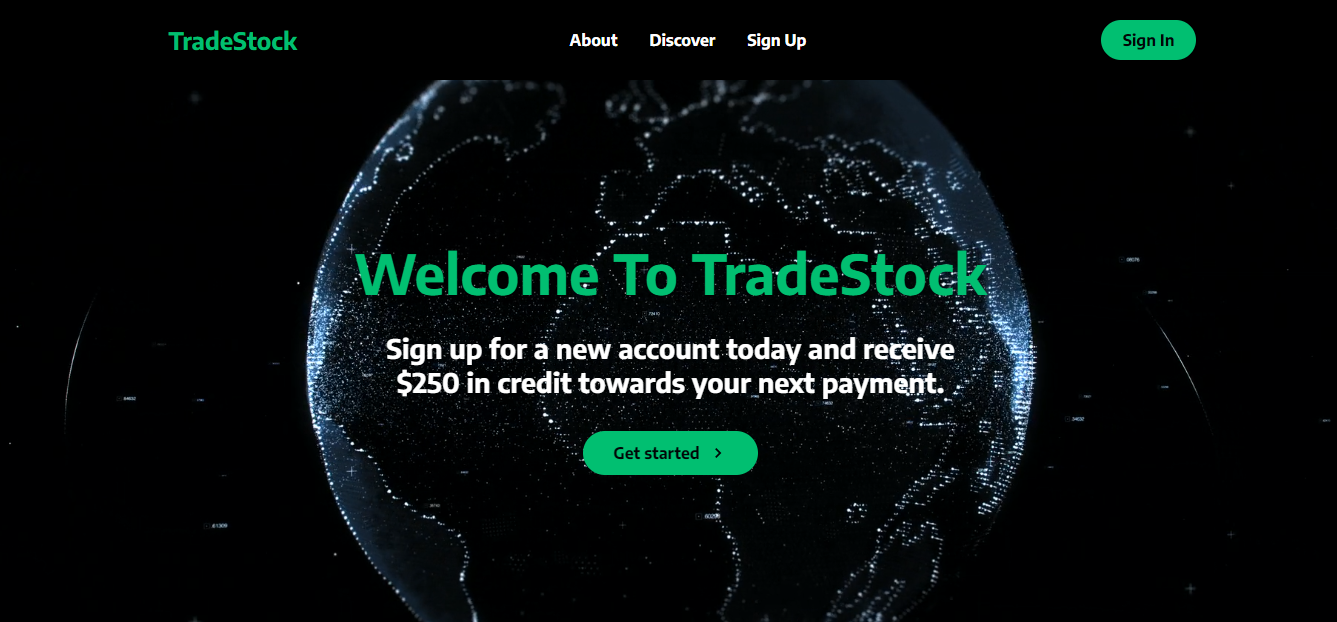 TradeStock
About
Discover
Sign Up
Sign In
Welcome To TradeStock
Sign up for a new account today and receive
$250 in credit towards your next payment.
Get started